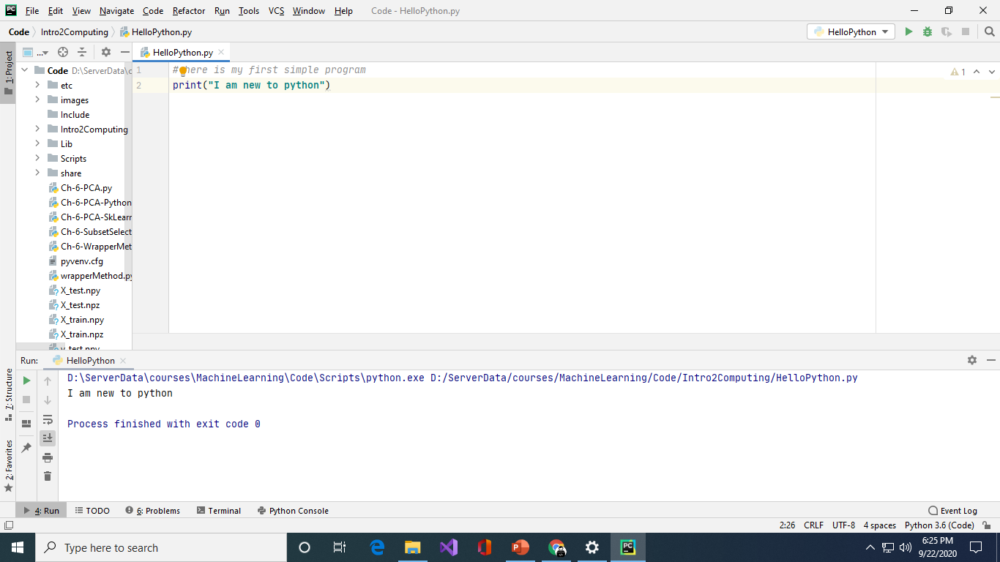 File Edit View Navigate Code Refactor Run Tools VCS Window Help Code - HelloPython.py
Code Intro2Computing HelloPython.py HelloPython
1: Project ... HelloPython.py
Code D:\ServerData\c
etc
images
Include
Intro2Computing
Lib
Scripts
share
Ch-6-PCA.py
Ch-6-PCA-Python
Ch-6-PCA-SkLearn
Ch-6-SubsetSelect
Ch-6-WrapperMet
pyvenv.cfg
wrapperMethod.py
X_test.npy
X_test.npz
X_train.npy
X_train.npz
y_test.npy
1 # here is my first simple program
2 print("I am new to python")
1
Run: HelloPython
D:\ServerData\courses\MachineLearning\Code\Scripts\python.exe D:/ServerData/courses/MachineLearning/Code/Intro2Computing/HelloPython.py
I am new to python
Process finished with exit code 0
7: Structure
2: Favorites
4: Run TODO 6: Problems Terminal Python Console Event Log
2:26 CRLF UTF-8 4 spaces Python 3.6 (Code)
Type here to search
6:25 PM
9/22/2020